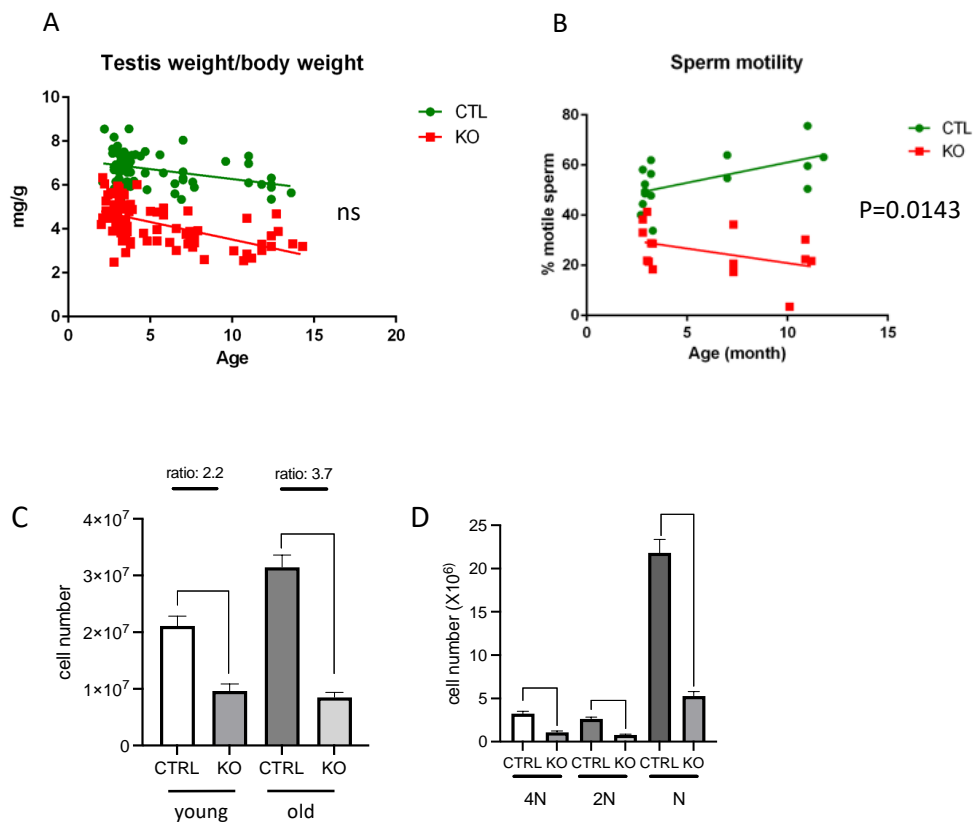 A
Testis weight/body weight
10
8
6
4
2
0
mg/g
0 5 10 15 20
Age
CTL
KO
ns
B
Sperm motility
80
60
40
20
0
% motile sperm
0 5 10 15
Age (month)
CTL
KO
P=0.0143
C
ratio: 2.2 ratio: 3.7
4×10⁷
3×10⁷
2×10⁷
1×10⁷
0
cell number
CTRL KO CTRL KO
young old
D
25
20
15
10
5
0
cell number (X10⁶)
CTRL KO CTRL KO CTRL KO
4N 2N N